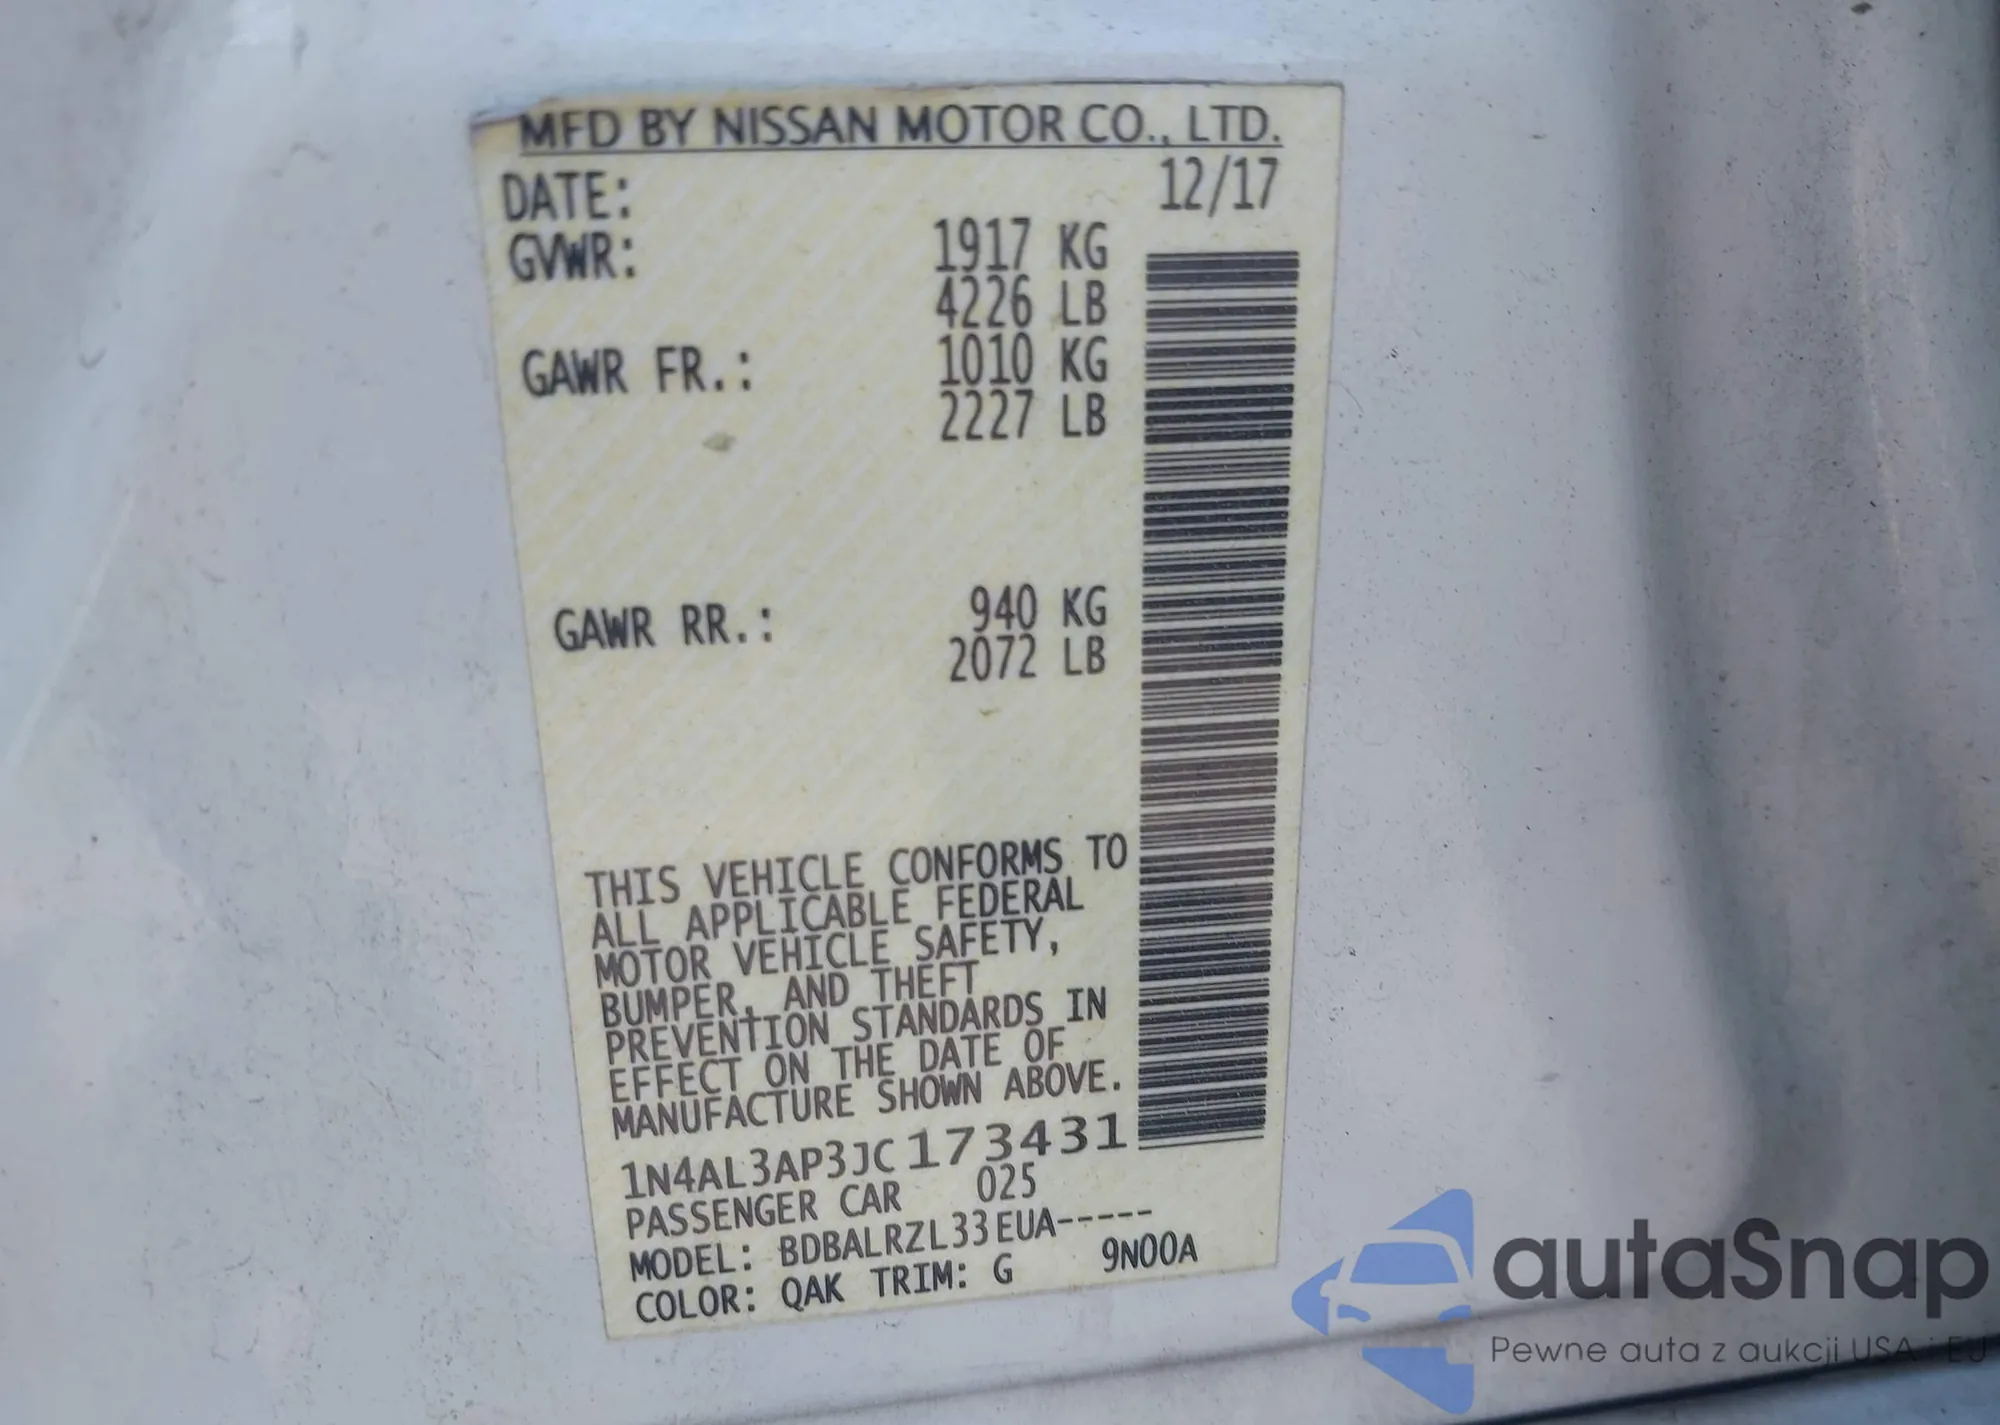 MFD BY NISSAN MOTOR CO., LTD.
DATE: 12/17
GVWR: 1917 KG
4226 LB
GAWR FR.: 1010 KG
2227 LB
GAWR RR.: 940 KG
2072 LB
THIS VEHICLE CONFORMS TO
ALL APPLICABLE FEDERAL
MOTOR VEHICLE SAFETY,
BUMPER, AND THEFT
PREVENTION STANDARDS IN
EFFECT ON THE DATE OF
MANUFACTURE SHOWN ABOVE.
1N4AL3AP3JC173431
PASSENGER CAR 025
MODEL: BDBALRZL33EUA-----
COLOR: QAK TRIM: G 9N00A
autaSnap
Pewne auta z aukcji USA i EU